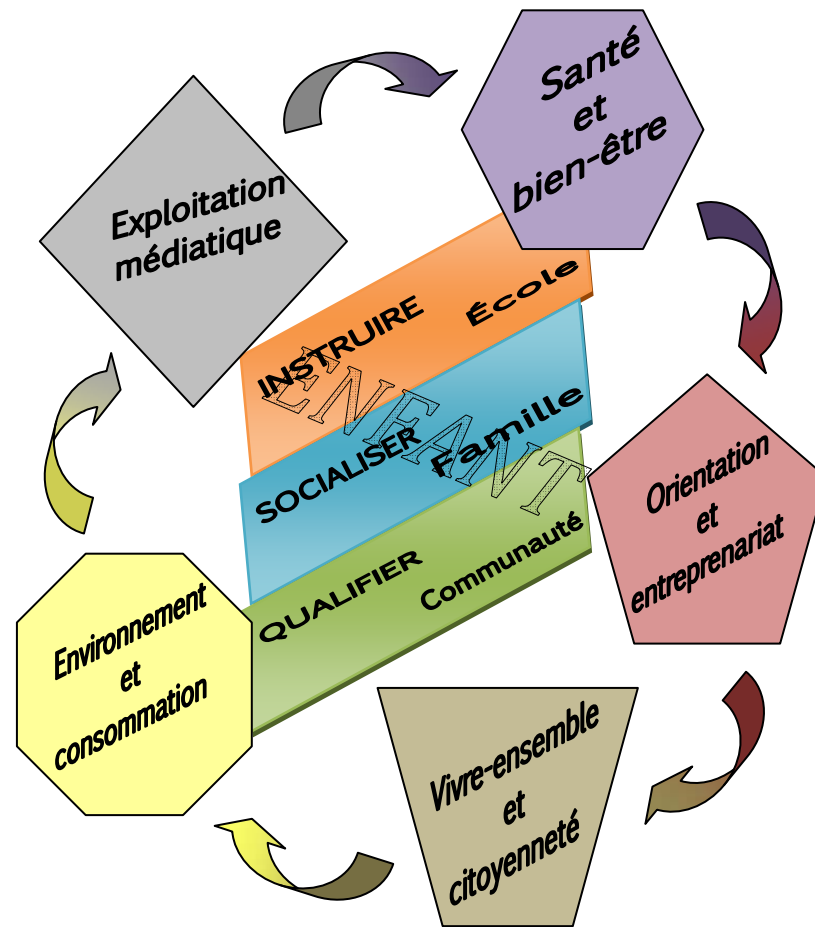 Santé
et
bien-être
Exploitation
médiatique
INSTRUIRE École
ENFANT
SOCIALISER Famille
QUALIFIER Communauté
Orientation
et
entreprenariat
Environnement
et
consommation
Vivre-ensemble
et
citoyenneté